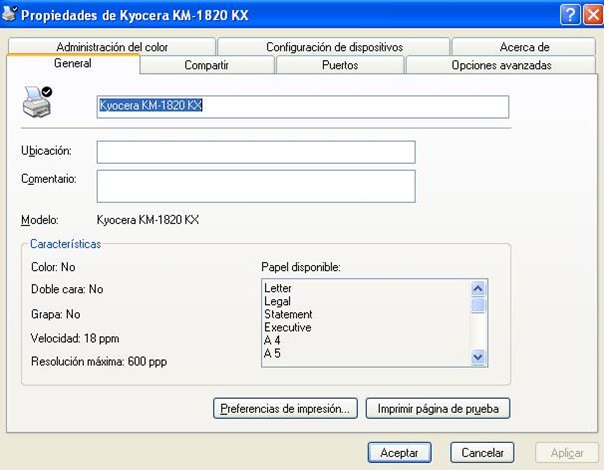 Propiedades de Kyocera KM-1820 KX
Administración del color
Configuración de dispositivos
Acerca de
General
Compartir
Puertos
Opciones avanzadas
Kyocera KM-1820 KX
Ubicación:
Comentario:
Modelo: Kyocera KM-1820 KX
Características
Color: No
Doble cara: No
Grapa: No
Velocidad: 18 ppm
Resolución máxima: 600 ppp
Papel disponible:
Letter
Legal
Statement
Executive
A 4
A 5
Preferencias de impresión...
Imprimir página de prueba
Aceptar
Cancelar
Aplicar